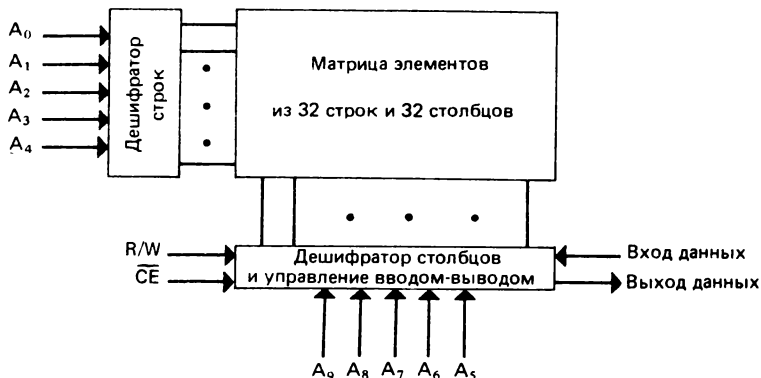 A₀
A₁
A₂
A₃
A₄
Дешифратор
строк
Матрица элементов
из 32 строк и 32 столбцов
R/W
C̅E̅
Дешифратор столбцов
и управление вводом-выводом
Вход данных
Выход данных
A₉ A₈ A₇ A₆ A₅